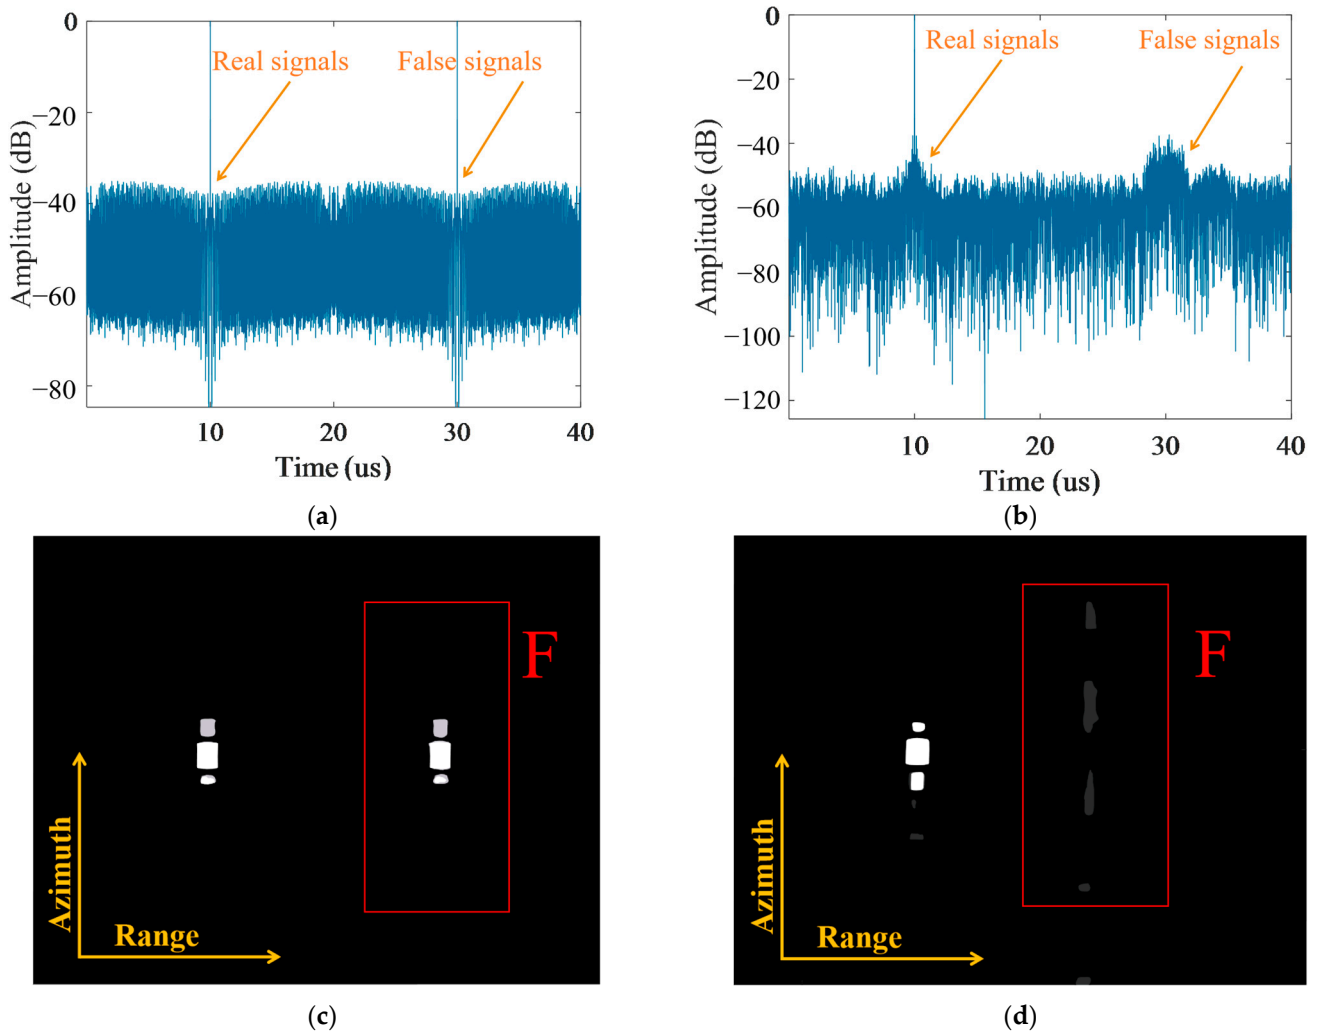 0
−20
−40
−60
−80
Amplitude (dB)
Real signals
False signals
10
20
30
40
Time (us)
(a)
0
−20
−40
−60
−80
−100
−120
Amplitude (dB)
Real signals
False signals
10
20
30
40
Time (us)
(b)
F
Azimuth
Range
(c)
F
Azimuth
Range
(d)